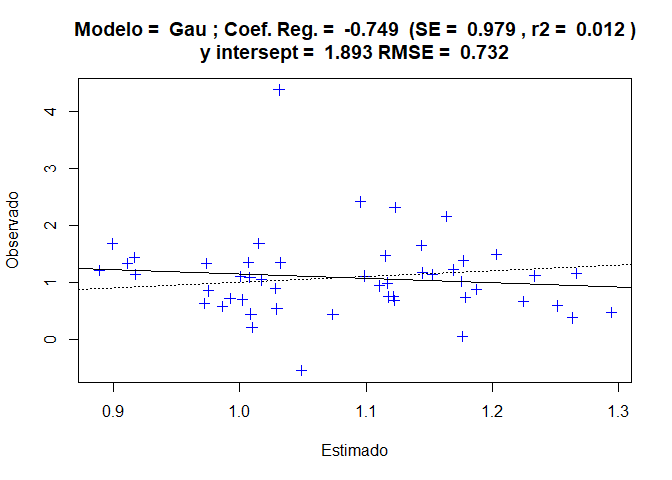 Modelo = Gau ; Coef. Reg. = -0.749 (SE = 0.979 , r2 = 0.012 )
y intersept = 1.893 RMSE = 0.732
Observado
4
3
2
1
0
0.9 1.0 1.1 1.2 1.3
Estimado